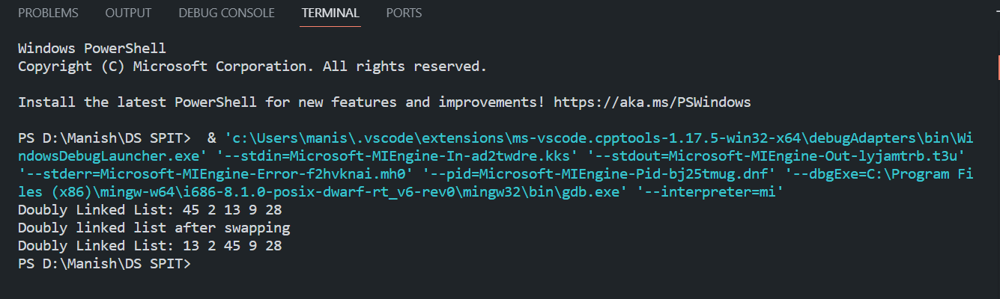 PROBLEMS OUTPUT DEBUG CONSOLE TERMINAL PORTS
Windows PowerShell
Copyright (C) Microsoft Corporation. All rights reserved.
Install the latest PowerShell for new features and improvements! https://aka.ms/PSWindows
PS D:\Manish\DS SPIT>  & 'c:\Users\manis\.vscode\extensions\ms-vscode.cpptools-1.17.5-win32-x64\debugAdapters\bin\Wi
ndowsDebugLauncher.exe' '--stdin=Microsoft-MIEngine-In-ad2twdre.kks' '--stdout=Microsoft-MIEngine-Out-lyjamtrb.t3u'
'--stderr=Microsoft-MIEngine-Error-f2hvknai.mh0' '--pid=Microsoft-MIEngine-Pid-bj25tmug.dnf' '--dbgExe=C:\Program Fi
les (x86)\mingw-w64\i686-8.1.0-posix-dwarf-rt_v6-rev0\mingw32\bin\gdb.exe' '--interpreter=mi'
Doubly Linked List: 45 2 13 9 28
Doubly linked list after swapping
Doubly Linked List: 13 2 45 9 28
PS D:\Manish\DS SPIT>